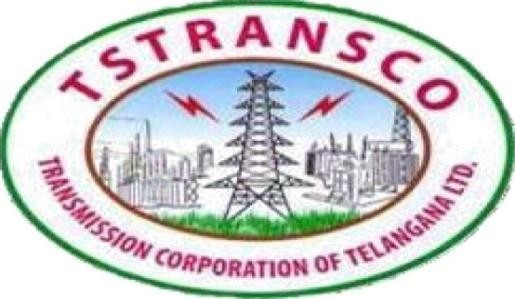 TSTRANSCO
TRANSMISSION CORPORATION OF TELANGANA LTD.